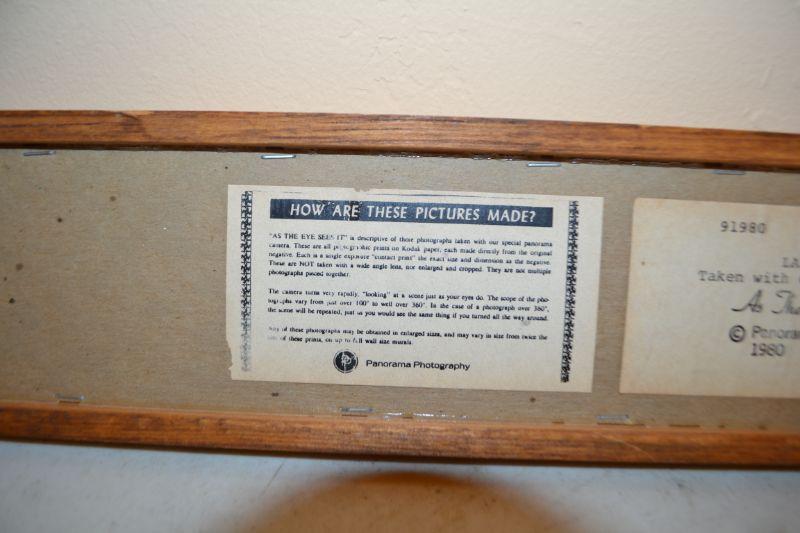 HOW ARE THESE PICTURES MADE?
"AS THE EYE SEES IT" is descriptive of these photographs taken with our special panorama
camera. These are all photographic prints on Kodak paper, each made directly from the original
negative. Each is a single exposure "contact print" the exact size and dimension as the negative.
These are NOT taken with a wide angle lens, nor enlarged and cropped. They are not multiple
photographs pieced together.
The camera turns very rapidly, "looking" at a scene just as your eyes do. The scope of the pho-
tographs vary from just over 100° to well over 360°. In the case of a photograph over 360°,
the scene will be repeated, just as you would see the same thing if you turned all the way around.
Any of these photographs may be obtained in enlarged sizes, and may vary in size from twice the
size of these prints, on up to full wall size murals.
PP Panorama Photography
91980
LA
Taken with
As The
© Panora
1980